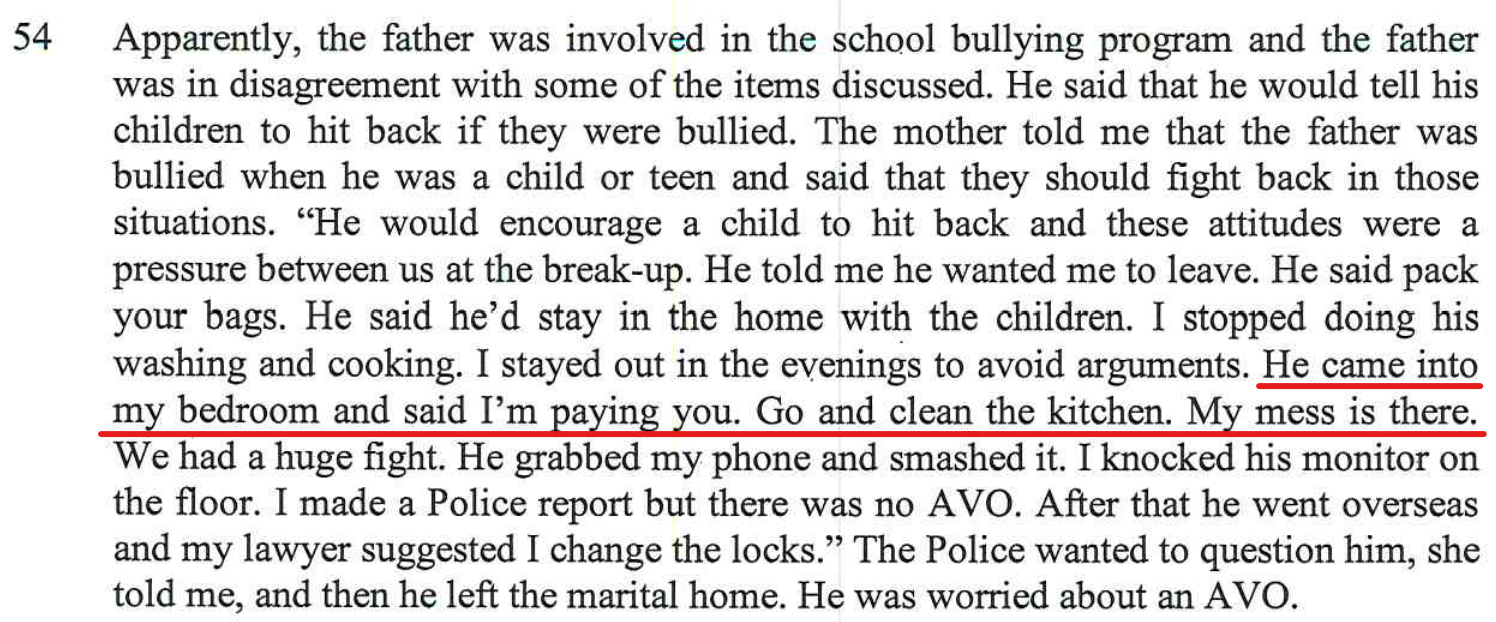 54 Apparently, the father was involved in the school bullying program and the father
was in disagreement with some of the items discussed. He said that he would tell his
children to hit back if they were bullied. The mother told me that the father was
bullied when he was a child or teen and said that they should fight back in those
situations. “He would encourage a child to hit back and these attitudes were a
pressure between us at the break-up. He told me he wanted me to leave. He said pack
your bags. He said he’d stay in the home with the children. I stopped doing his
washing and cooking. I stayed out in the evenings to avoid arguments. He came into
my bedroom and said I’m paying you. Go and clean the kitchen. My mess is there.
We had a huge fight. He grabbed my phone and smashed it. I knocked his monitor on
the floor. I made a Police report but there was no AVO. After that he went overseas
and my lawyer suggested I change the locks.” The Police wanted to question him, she
told me, and then he left the marital home. He was worried about an AVO.